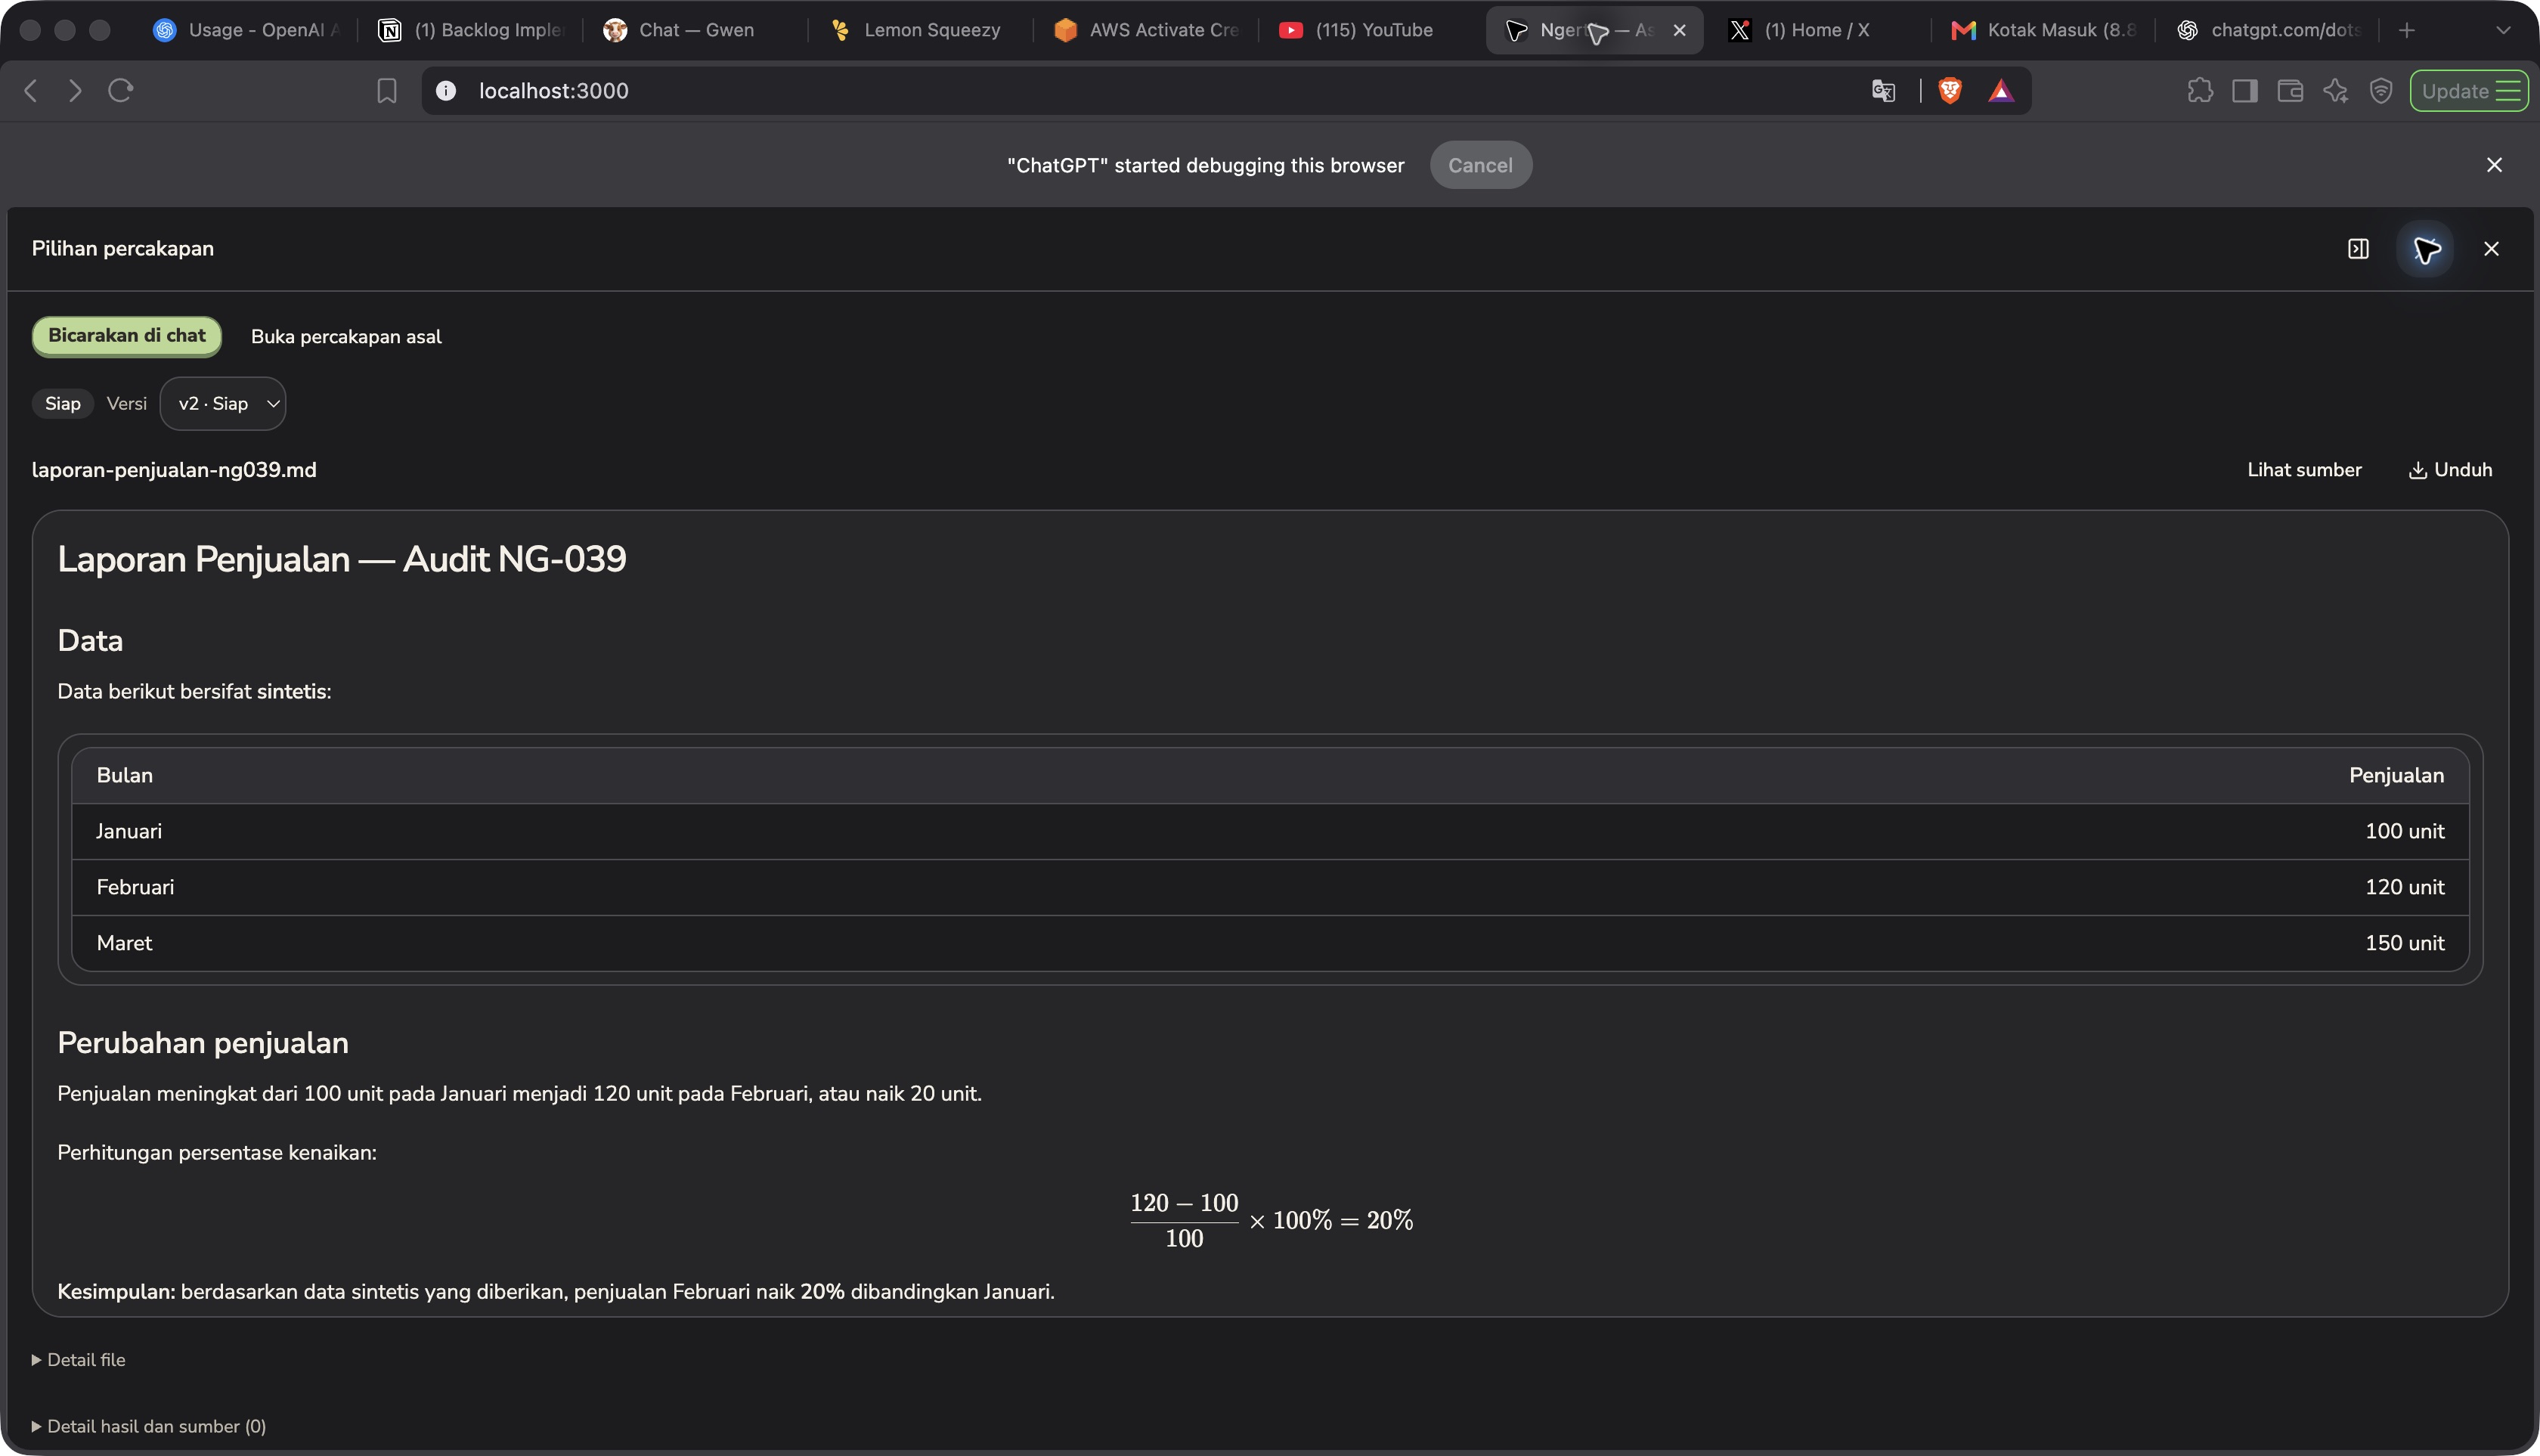 Usage - OpenAI A
(1) Backlog Imple
Chat — Gwen
Lemon Squeezy
AWS Activate Cre
(115) YouTube
— As
(1) Home / X
Kotak Masuk (8.8
chatgpt.com/dots
localhost:3000
Update
"ChatGPT" started debugging this browser
Cancel
Pilihan percakapan
Bicarakan di chat
Buka percakapan asal
Siap
Versi
v2 · Siap
laporan-penjualan-ng039.md
Lihat sumber
Unduh
Laporan Penjualan — Audit NG-039
Data
Data berikut bersifat sintetis:
Bulan Penjualan
Januari 100 unit
Februari 120 unit
Maret 150 unit
Perubahan penjualan
Penjualan meningkat dari 100 unit pada Januari menjadi 120 unit pada Februari, atau naik 20 unit.
Perhitungan persentase kenaikan:
120 − 100
100
× 100% = 20%
Kesimpulan: berdasarkan data sintetis yang diberikan, penjualan Februari naik 20% dibandingkan Januari.
Detail file
Detail hasil dan sumber (0)